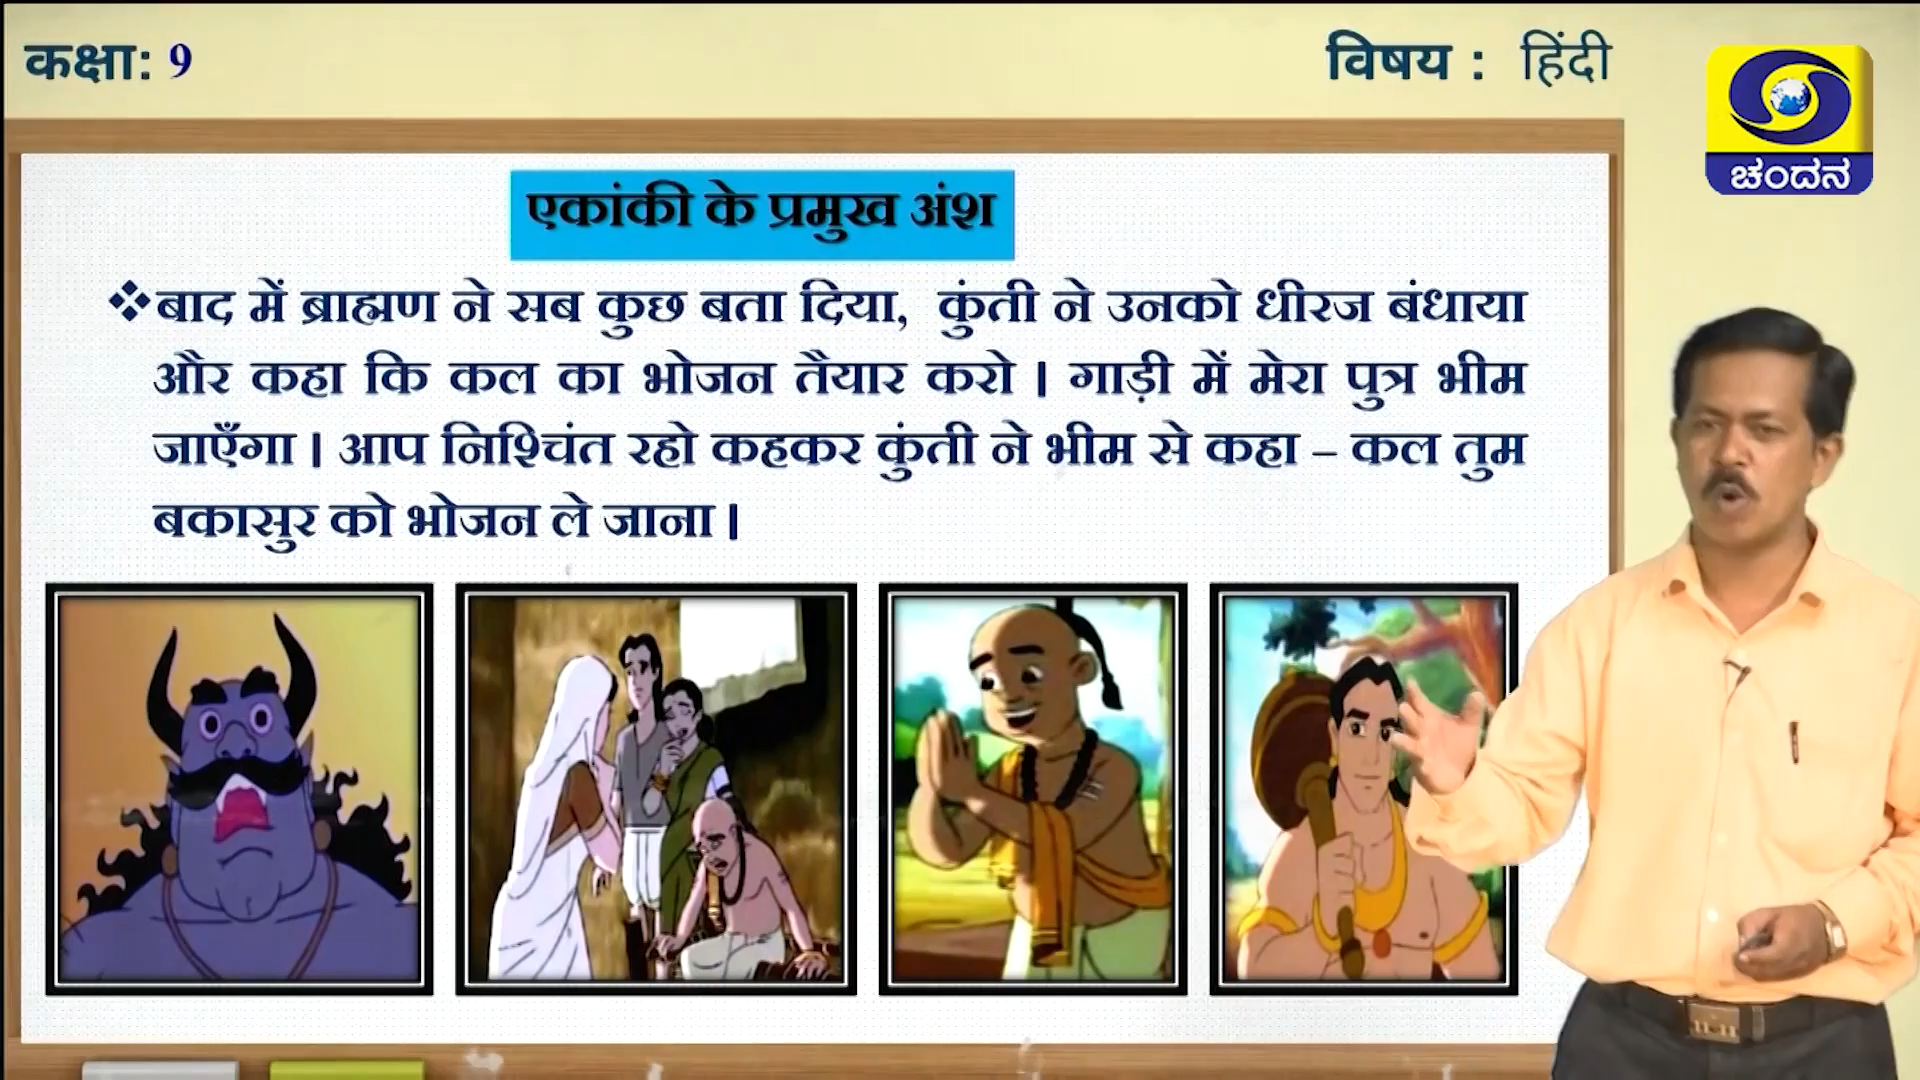 कक्षा: 9
विषय : हिंदी
ಚಂದನ
एकांकी के प्रमुख अंश
❖बाद में ब्राह्मण ने सब कुछ बता दिया, कुंती ने उनको धीरज बंधाया
और कहा कि कल का भोजन तैयार करो | गाड़ी में मेरा पुत्र भीम
जाएँगा | आप निश्चिंत रहो कहकर कुंती ने भीम से कहा – कल तुम
बकासुर को भोजन ले जाना |